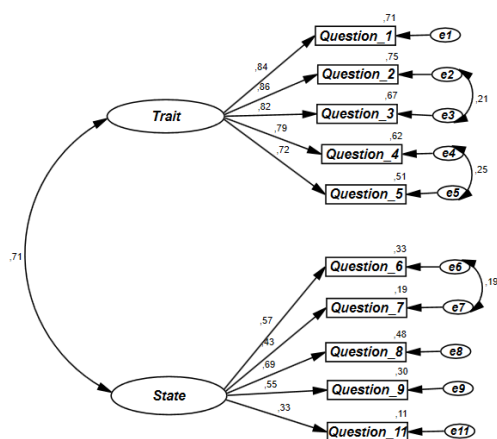 ,71
Question_1
e1
,84
,75
Question_2
e2
,86
,67
Question_3
e3
,21
,82
Trait
,62
Question_4
e4
,79
,25
,51
Question_5
e5
,72
,71
,33
Question_6
e6
,57
,19
Question_7
e7
,19
,43
,48
Question_8
e8
,69
,30
Question_9
e9
,55
State
,11
Question_11
e11
,33